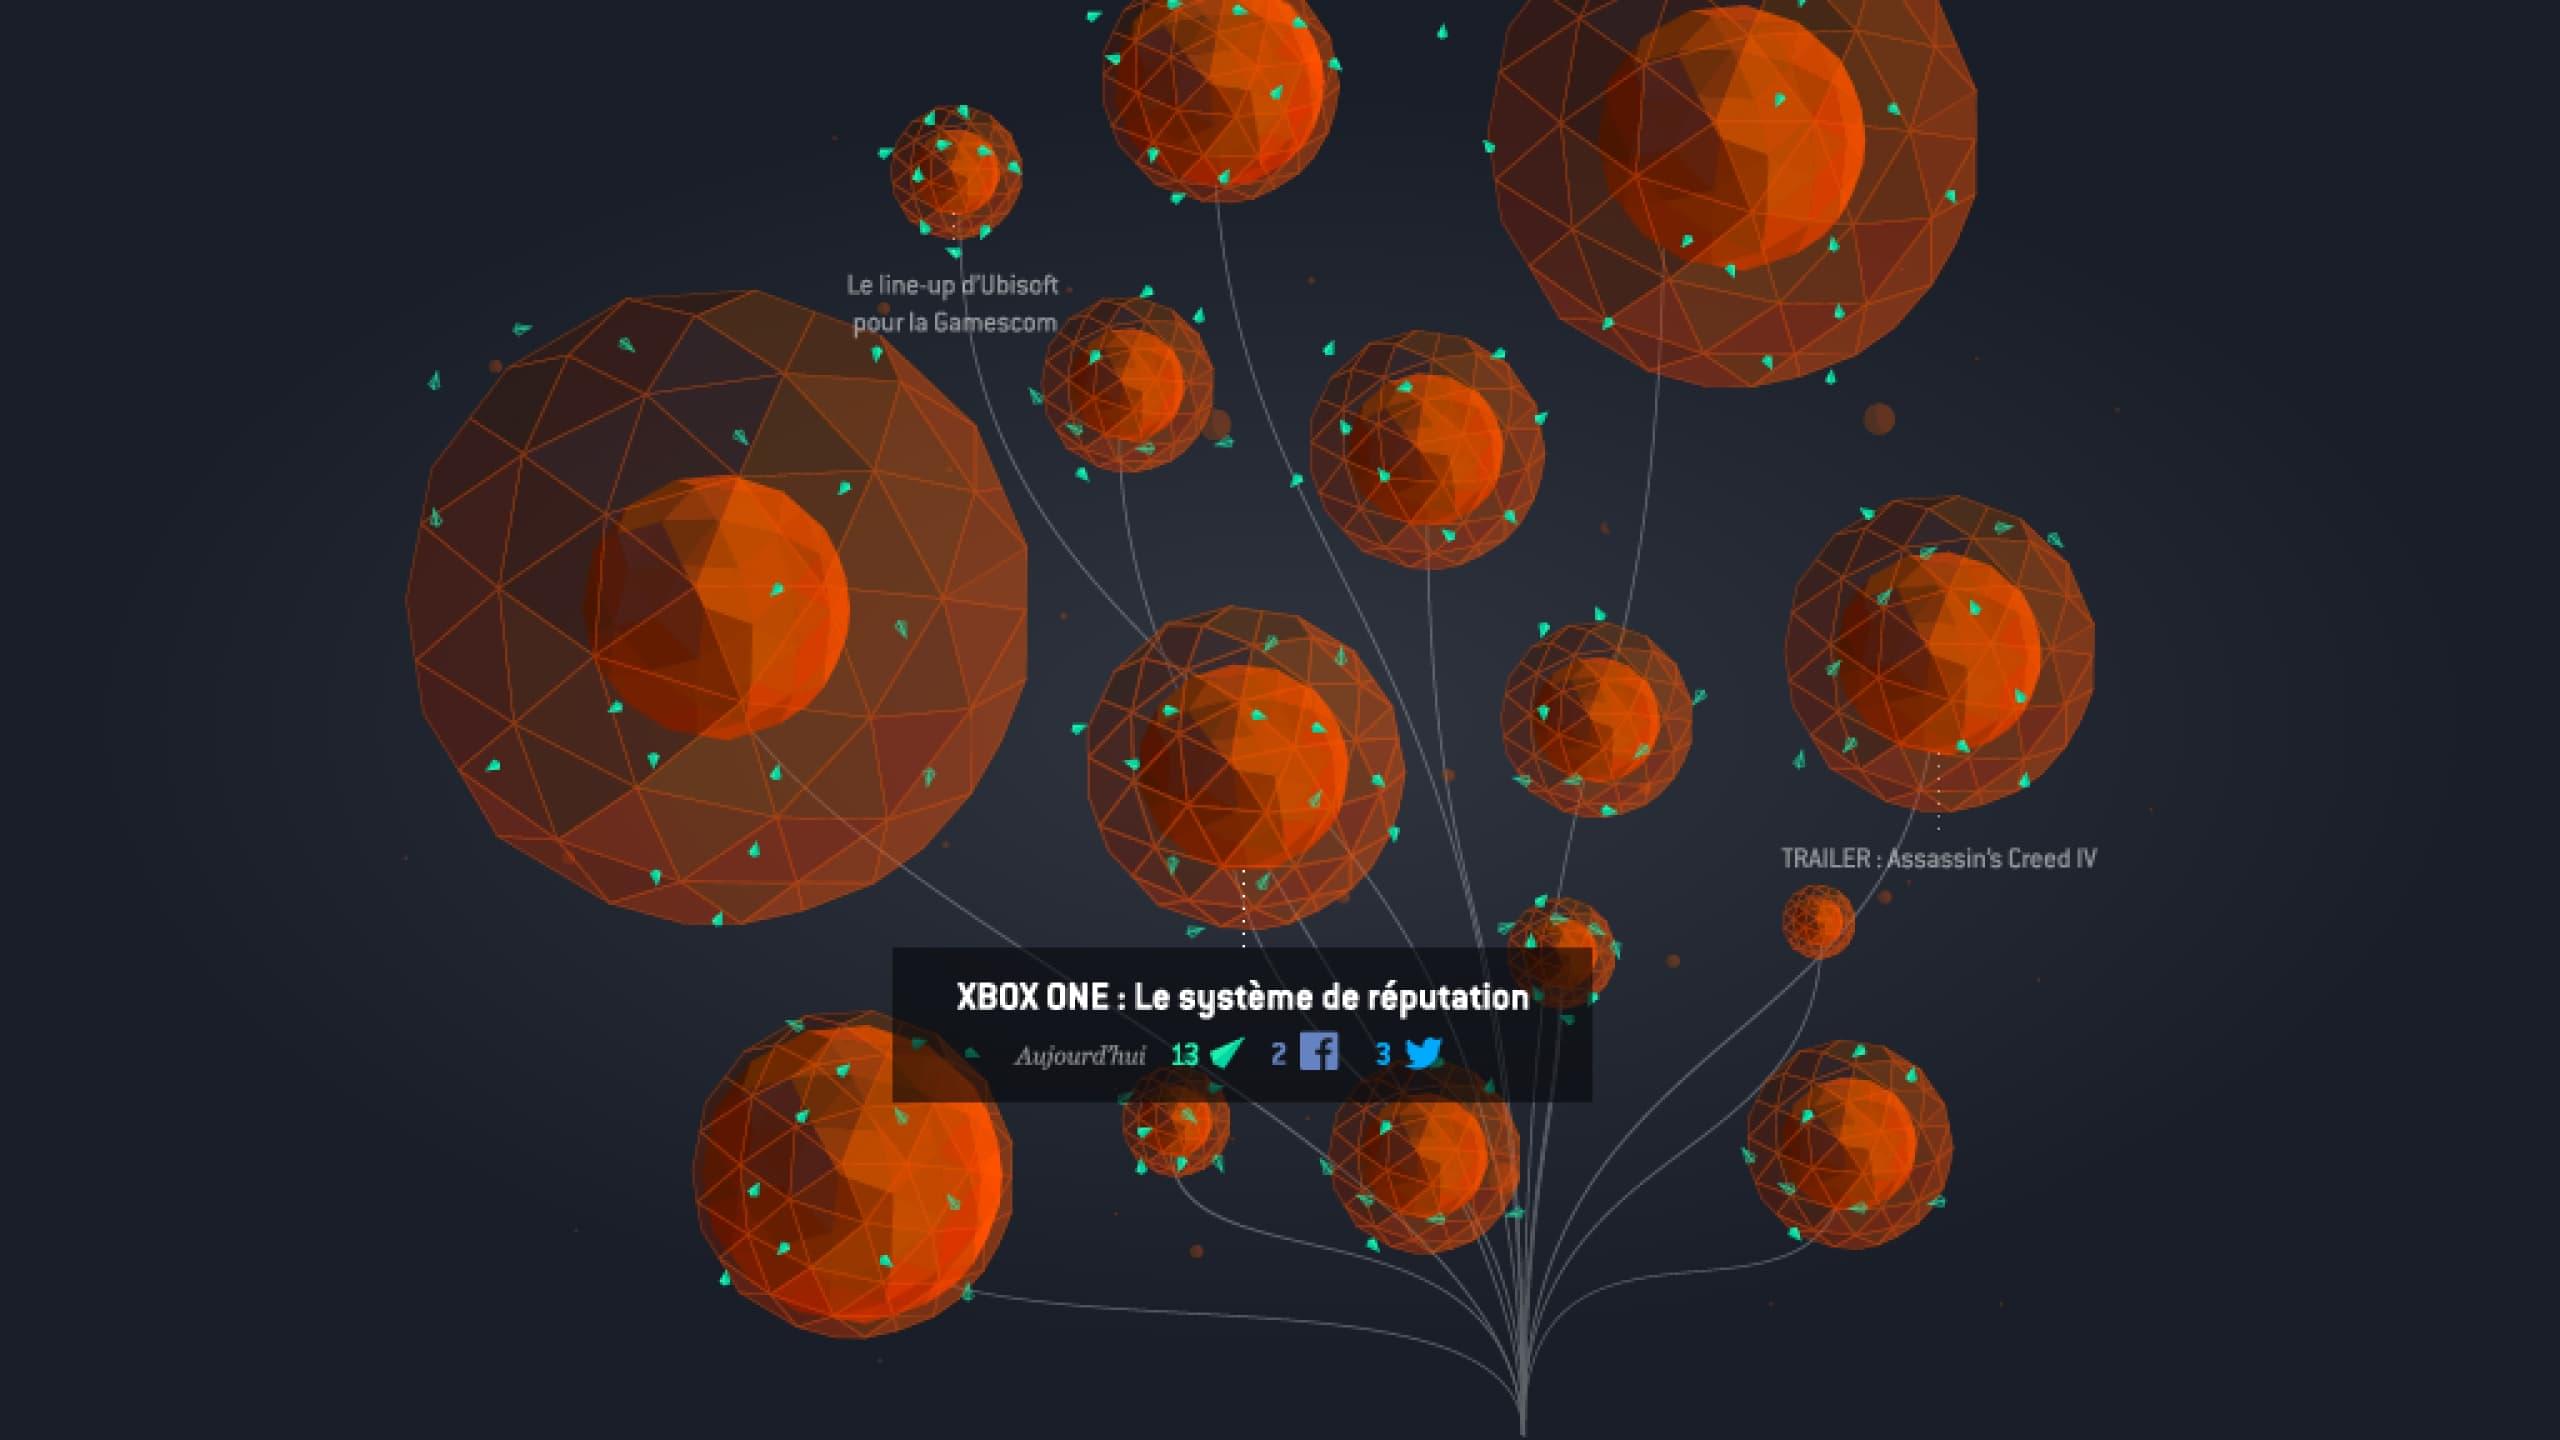 Le line-up d'Ubisoft
pour la Gamescom
TRAILER : Assassin's Creed IV
XBOX ONE : Le système de réputation
Aujourd'hui 13 2 3